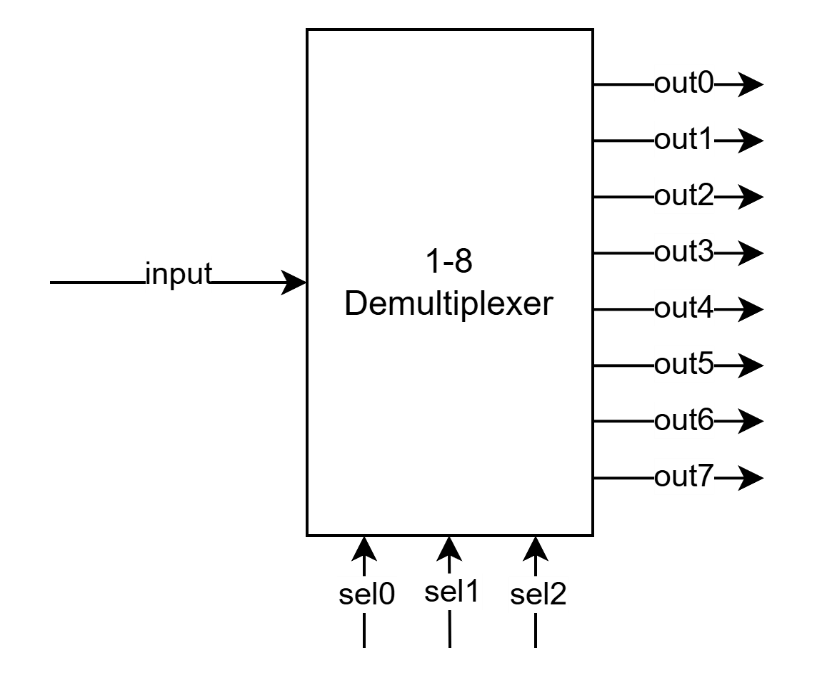 out0
out1
out2
out3
1-8
input
Demultiplexer
out4
out5
out6
out7
sel0
sel1
sel2